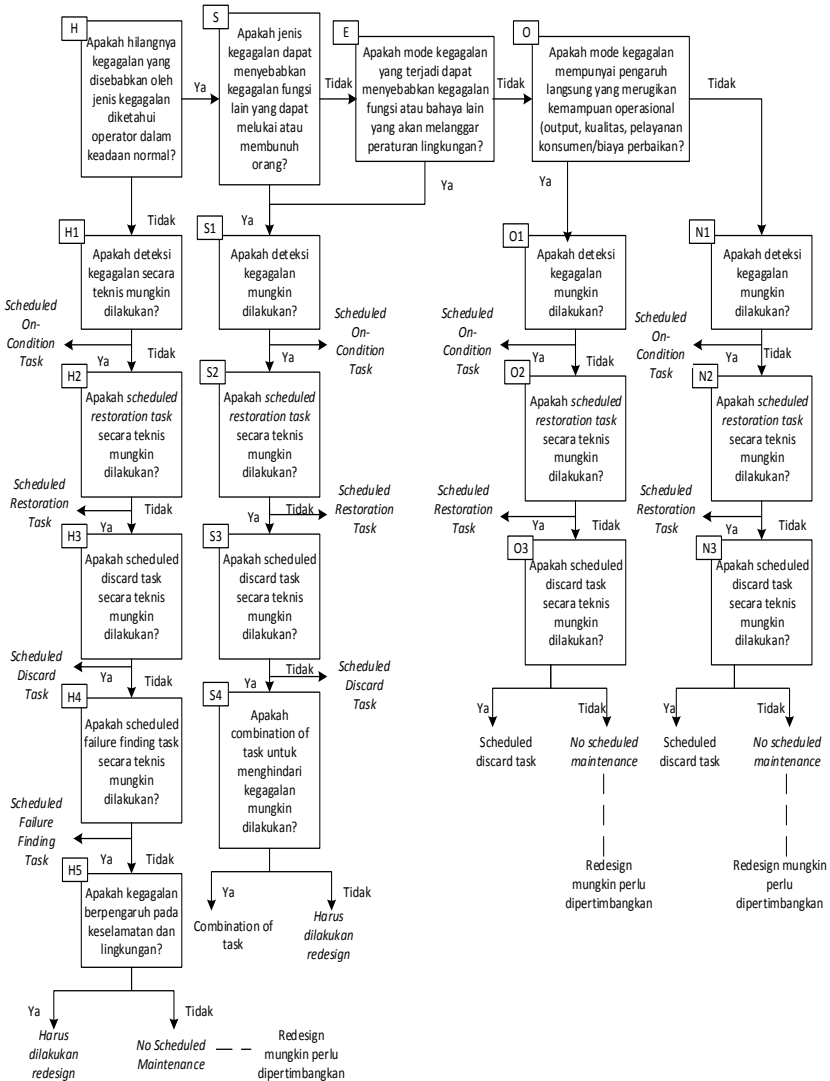 H
Apakah hilangnya
kegagalan yang
disebabkan oleh
jenis kegagalan
diketahui
operator dalam
keadaan normal?
Ya
S
Apakah jenis
kegagalan dapat
menyebabkan
kegagalan fungsi
lain yang dapat
melukai atau
membunuh
orang?
Tidak
E
Apakah mode kegagalan
yang terjadi dapat
menyebabkan kegagalan
fungsi atau bahaya lain
yang akan melanggar
peraturan lingkungan?
Tidak
O
Apakah mode kegagalan
mempunyai pengaruh
langsung yang merugikan
kemampuan operasional
(output, kualitas, pelayanan
konsumen/biaya perbaikan?
Tidak
Tidak
Ya
Ya
Ya
H1
Apakah deteksi
kegagalan secara
teknis mungkin
dilakukan?
Scheduled
On-
Condition
Task
Ya
Tidak
H2
Apakah scheduled
restoration task
secara teknis
mungkin
dilakukan?
Scheduled
Restoration
Task
Ya
Tidak
H3
Apakah scheduled
discard task
secara teknis
mungkin
dilakukan?
Scheduled
Discard
Task
Ya
Tidak
H4
Apakah scheduled
failure finding task
secara teknis
mungkin
dilakukan?
Scheduled
Failure
Finding
Task
Ya
Tidak
H5
Apakah kegagalan
berpengaruh pada
keselamatan dan
lingkungan?
Ya
Tidak
Harus
dilakukan
redesign
No Scheduled
Maintenance
Redesign
mungkin perlu
dipertimbangkan
S1
Apakah deteksi
kegagalan
mungkin
dilakukan?
Scheduled
On-
Condition
Task
Ya
S2
Apakah scheduled
restoration task
secara teknis
mungkin
dilakukan?
Ya
Tidak
Scheduled
Restoration
Task
S3
Apakah scheduled
discard task
secara teknis
mungkin
dilakukan?
Ya
Tidak
Scheduled
Discard
Task
S4
Apakah
combination of
task untuk
menghindari
kegagalan
mungkin
dilakukan?
Ya
Tidak
Combination of
task
Harus
dilakukan
redesign
O1
Apakah deteksi
kegagalan
mungkin
dilakukan?
Scheduled
On-
Condition
Task
Ya
Tidak
O2
Apakah scheduled
restoration task
secara teknis
mungkin
dilakukan?
Scheduled
Restoration
Task
Ya
Tidak
O3
Apakah scheduled
discard task
secara teknis
mungkin
dilakukan?
Ya
Tidak
Scheduled
discard task
No scheduled
maintenance
Redesign
mungkin perlu
dipertimbangkan
N1
Apakah deteksi
kegagalan
mungkin
dilakukan?
Scheduled
On-
Condition
Task
Ya
Tidak
N2
Apakah scheduled
restoration task
secara teknis
mungkin
dilakukan?
Scheduled
Restoration
Task
Ya
Tidak
N3
Apakah scheduled
discard task
secara teknis
mungkin
dilakukan?
Ya
Tidak
Scheduled
discard task
No scheduled
maintenance
Redesign mungkin
perlu
dipertimbangkan